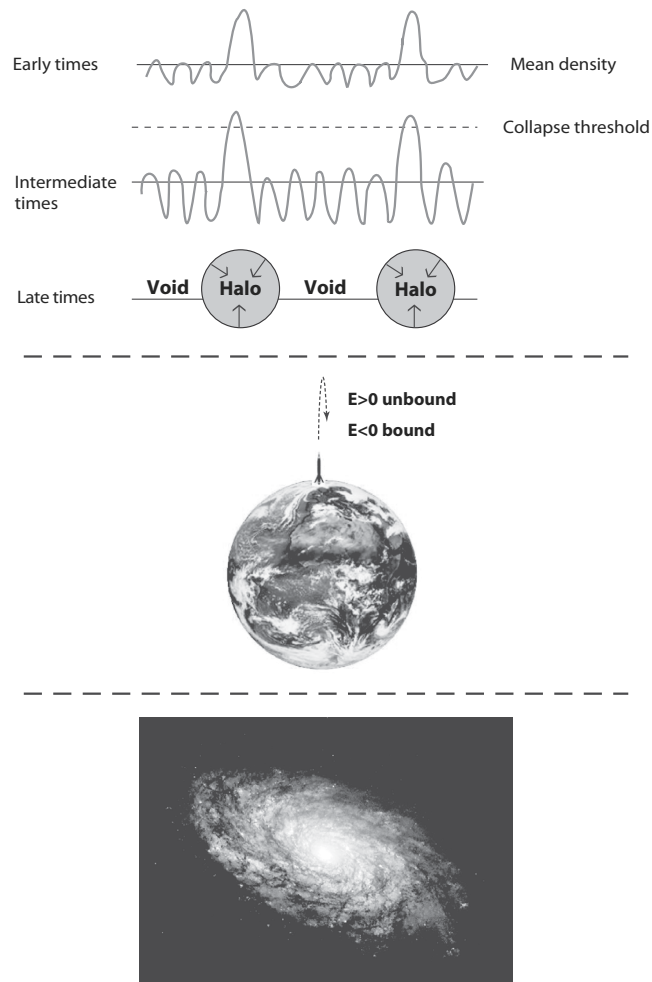 Early times
Mean density
Collapse threshold
Intermediate
times
Void
Halo
Void
Halo
Late times
E>0 unbound
E<0 bound